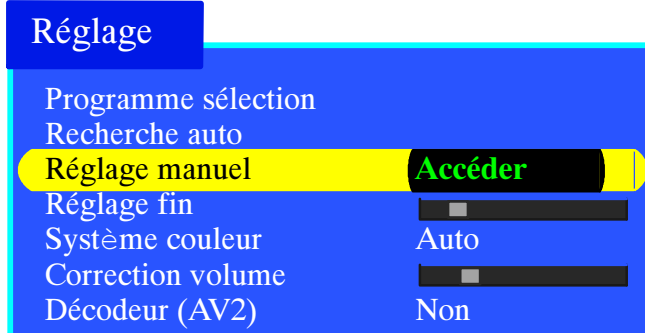 Réglage
Programme sélection
Recherche auto
Réglage manuel Accéder
Réglage fin
Système couleur Auto
Correction volume
Décodeur (AV2) Non